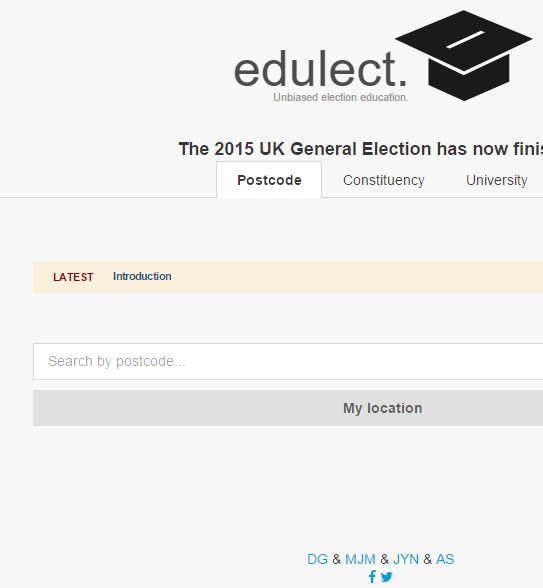 edulect.
Unbiased election education.
The 2015 UK General Election has now
Postcode Constituency University
LATEST Introduction
Search by postcode...
My location
DG & MJM & JYN & AS